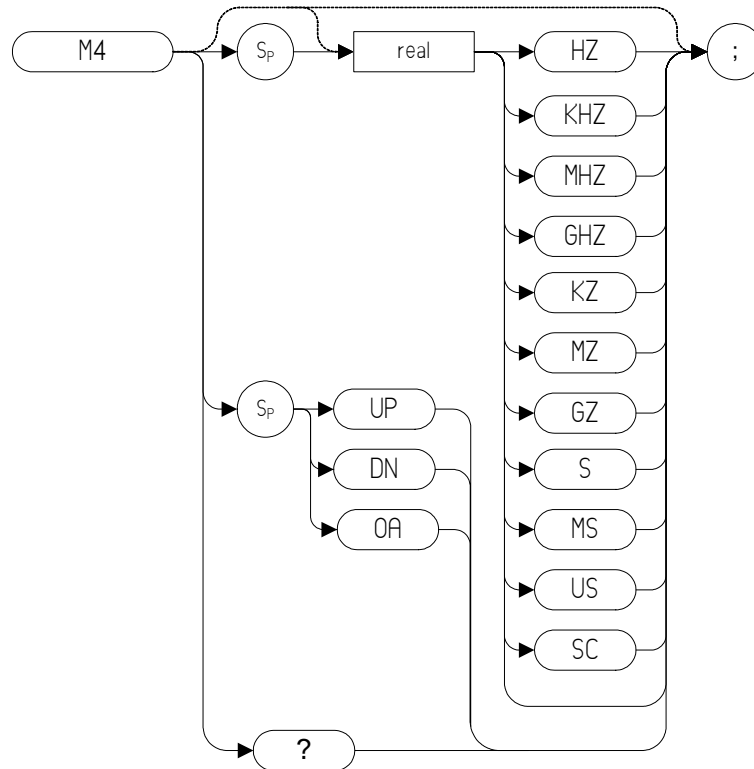 M4 SP real HZ ;
KHZ
MHZ
GHZ
KZ
MZ
GZ
SP UP S
DN
OA MS
US
SC
?